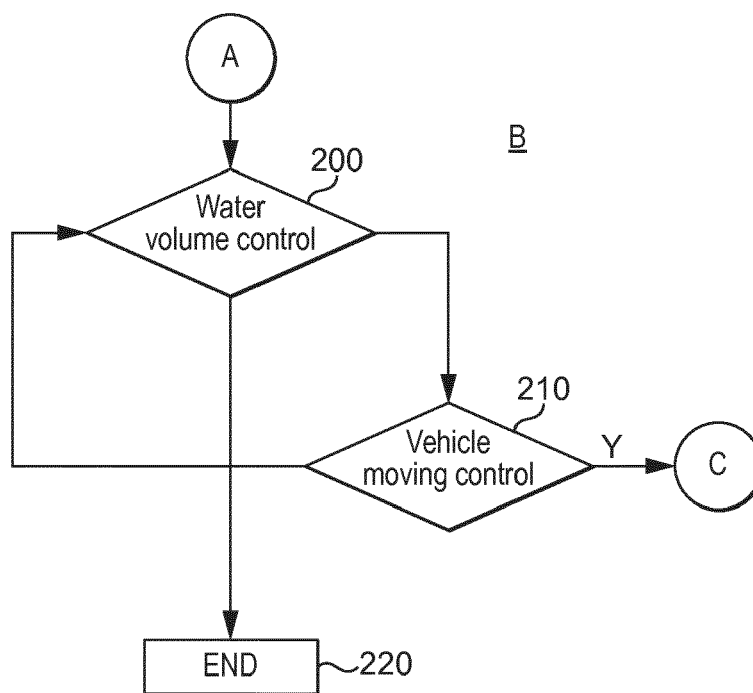 A
B
200
Water
volume control
210
Vehicle
moving control
Y
C
END
220